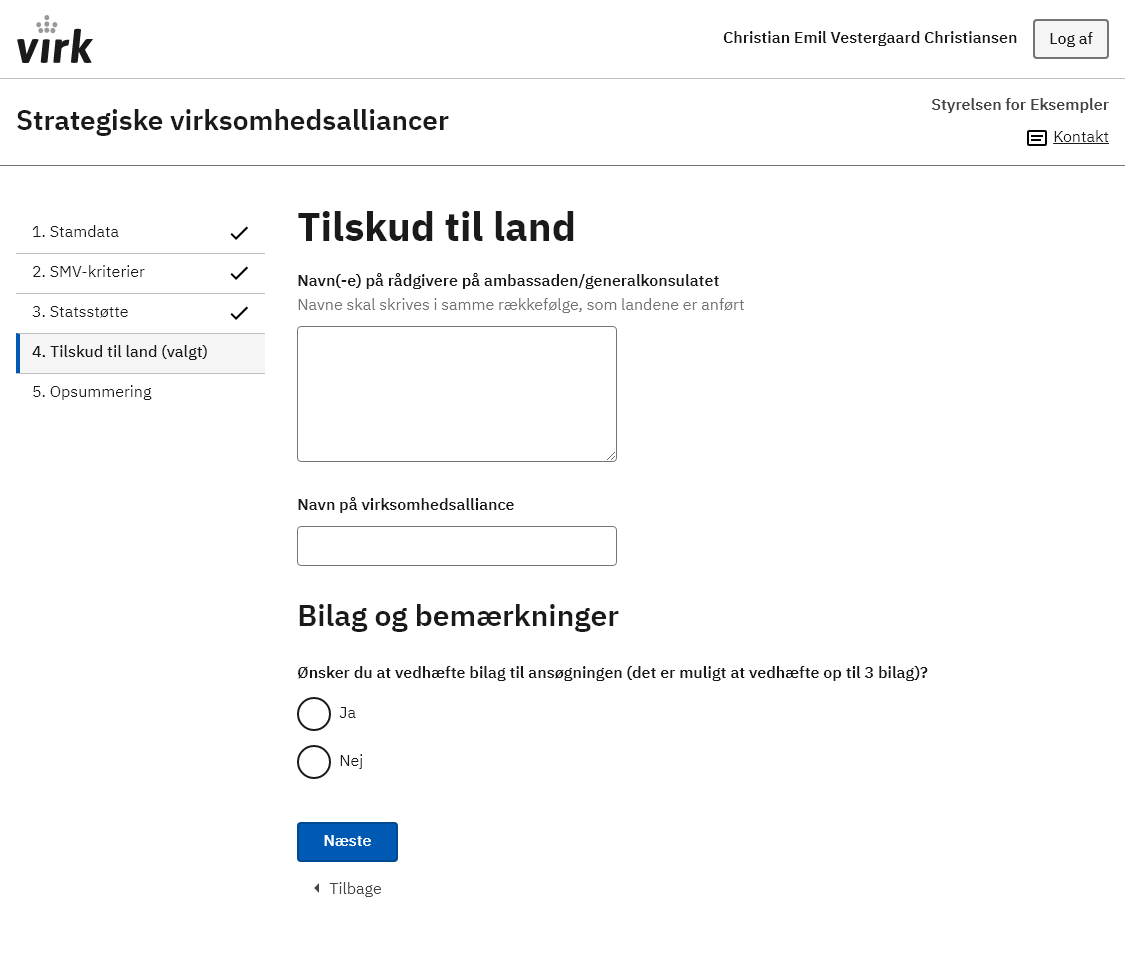 virk
Christian Emil Vestergaard Christiansen
Log af
Strategiske virksomhedsalliancer
Styrelsen for Eksempler
Kontakt
1. Stamdata
2. SMV-kriterier
3. Statsstøtte
4. Tilskud til land (valgt)
5. Opsummering
Tilskud til land
Navn(-e) på rådgivere på ambassaden/generalkonsulatet
Navne skal skrives i samme rækkefølge, som landene er anført
Navn på virksomhedsalliance
Bilag og bemærkninger
Ønsker du at vedhæfte bilag til ansøgningen (det er muligt at vedhæfte op til 3 bilag)?
Ja
Nej
Næste
Tilbage